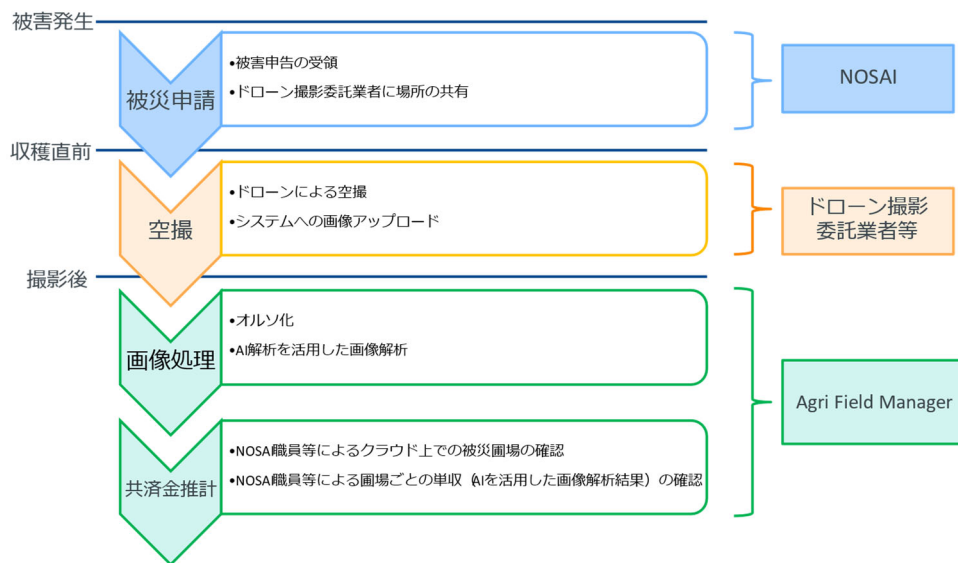 被害発生
被災申請
•被害申告の受領
•ドローン撮影委託業者に場所の共有
NOSAI
収穫直前
空撮
•ドローンによる空撮
•システムへの画像アップロード
ドローン撮影
委託業者等
撮影後
画像処理
•オルソ化
•AI解析を活用した画像解析
Agri Field Manager
共済金推計
•NOSAI職員等によるクラウド上での被災圃場の確認
•NOSAI職員等による圃場ごとの単収（AIを活用した画像解析結果）の確認